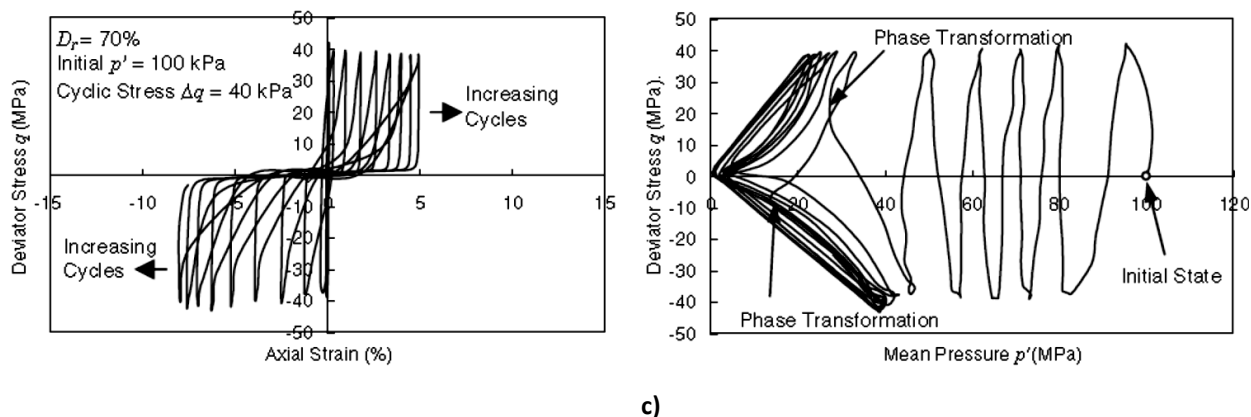 50
40
30
20
10
0
-10
-20
-30
-40
-50
-15
-10
-5
0
5
10
15
Deviator Stress q (MPa)
Axial Strain (%)
Dr = 70%
Initial p' = 100 kPa
Cyclic Stress Δq = 40 kPa
Increasing
Cycles
Increasing
Cycles
50
40
30
20
10
0
-10
-20
-30
-40
-50
0
20
40
60
80
100
120
Deviator Stress q (MPa).
Mean Pressure p' (MPa)
Phase Transformation
Phase Transformation
Initial State
c)